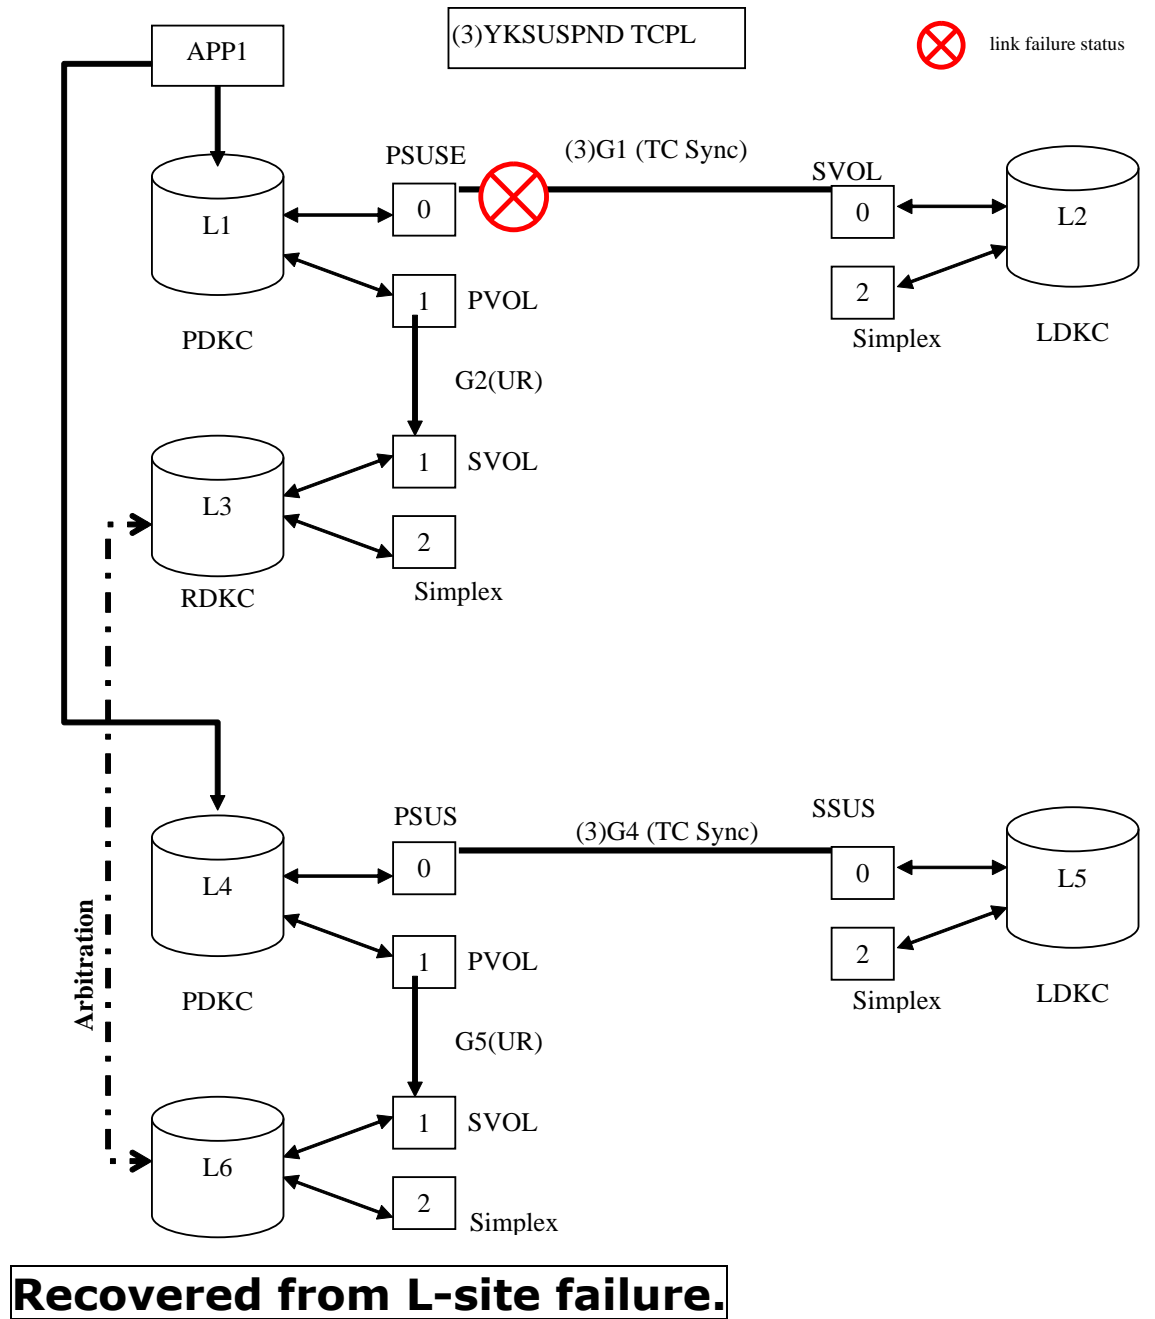 APP1
(3)YKSUSPND TCPL
link failure status
PSUSE
(3)G1 (TC Sync)
SVOL
L1
0
0
L2
1
PVOL
2
PDKC
Simplex
LDKC
G2(UR)
L3
1
SVOL
2
RDKC
Simplex
PSUS
(3)G4 (TC Sync)
SSUS
L4
0
0
L5
Arbitration
1
PVOL
2
PDKC
Simplex
LDKC
G5(UR)
L6
1
SVOL
2
Simplex
Recovered from L-site failure.